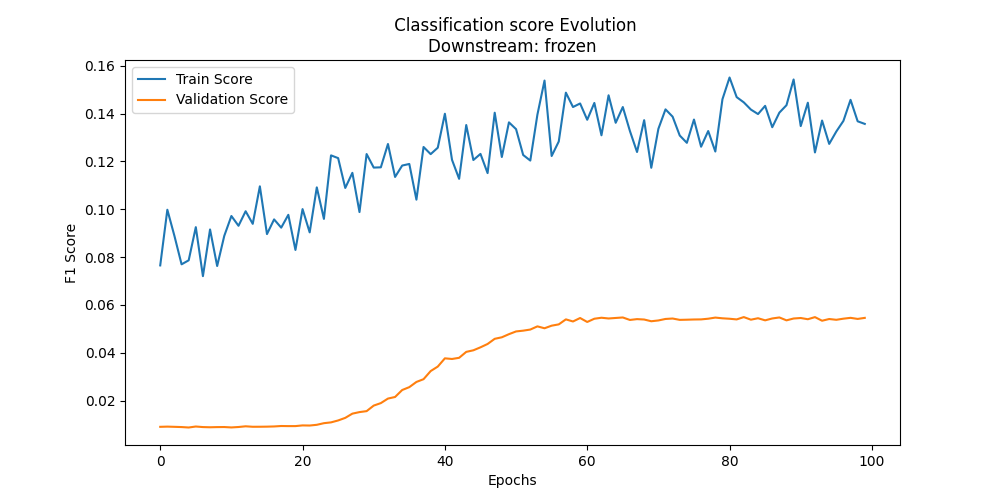 Classification score Evolution
Downstream: frozen
Train Score
Validation Score
F1 Score
0.16
0.14
0.12
0.10
0.08
0.06
0.04
0.02
0
20
40
60
80
100
Epochs